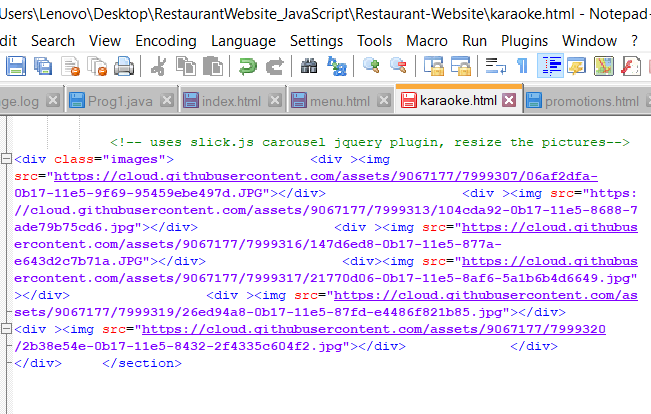 Users\Lenovo\Desktop\RestaurantWebsite_JavaScript\Restaurant-Website\karaoke.html - Notepad
dit Search View Encoding Language Settings Tools Macro Run Plugins Window ?
ge.log Prog1.java index.html menu.html karaoke.html promotions.html
<!-- uses slick.js carousel jquery plugin, resize the pictures-->
<div class="images"> <div ><img
src="https://cloud.githubusercontent.com/assets/9067177/7999307/06af2dfa-
0b17-11e5-9f69-95459ebe497d.JPG"></div> <div ><img src="https:
//cloud.githubusercontent.com/assets/9067177/7999313/104cda92-0b17-11e5-8688-7
ade79b75cd6.jpg"></div> <div ><img src="https://cloud.githubus
ercontent.com/assets/9067177/7999316/147d6ed8-0b17-11e5-877a-
e643d2c7b71a.JPG"></div> <div><img src="https://cloud.githubus
ercontent.com/assets/9067177/7999317/21770d06-0b17-11e5-8af6-5a1b6b4d6649.jpg"
></div> <div ><img src="https://cloud.githubusercontent.com/as
sets/9067177/7999319/26ed94a8-0b17-11e5-87fd-e4486f821b85.jpg"></div>
<div ><img src="https://cloud.githubusercontent.com/assets/9067177/7999320
/2b38e54e-0b17-11e5-8432-2f4335c604f2.jpg"></div> </div>
</div> </section>